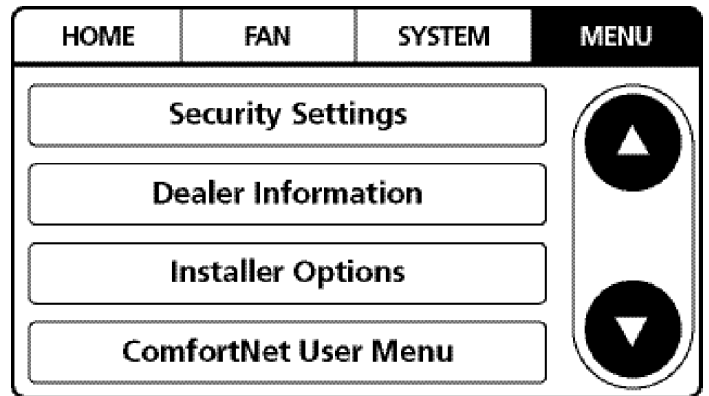 HOME FAN SYSTEM MENU
Security Settings
Dealer Information
Installer Options
ComfortNet User Menu